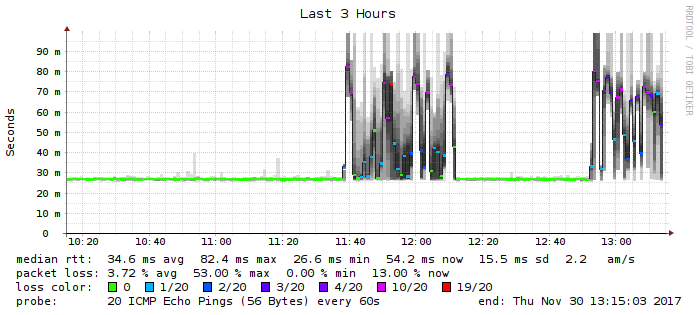 Last 3 Hours
RRDTOOL / TOBI OETIKER
Seconds
90 m
80 m
70 m
60 m
50 m
40 m
30 m
20 m
10 m
0
10:20 10:40 11:00 11:20 11:40 12:00 12:20 12:40 13:00
median rtt: 34.6 ms avg 82.4 ms max 26.6 ms min 54.2 ms now 15.5 ms sd 2.2 am/s
packet loss: 3.72 % avg 53.00 % max 0.00 % min 13.00 % now
loss color: 0 1/20 2/20 3/20 4/20 10/20 19/20
probe: 20 ICMP Echo Pings (56 Bytes) every 60s end: Thu Nov 30 13:15:03 2017